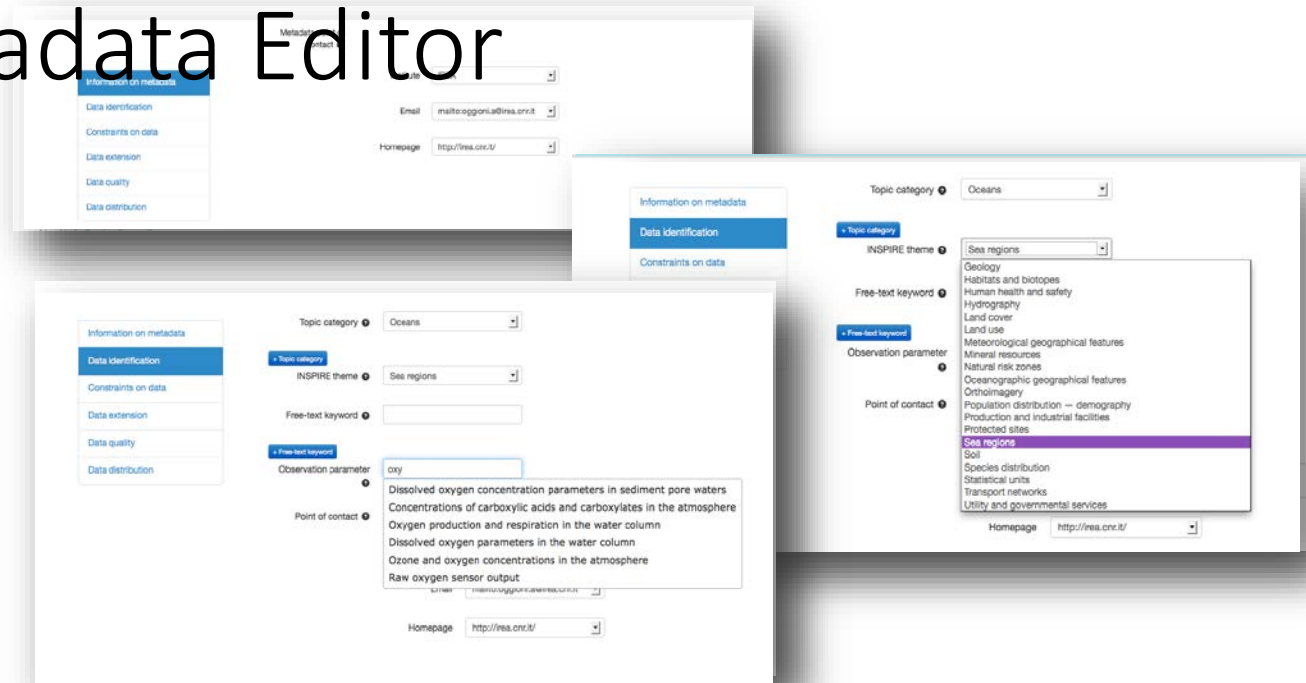 adata Editor
Information on metadata
Data identification
Constraints on data
Data extension
Data quality
Data distribution
Email mailto:oggioni.a@irea.cnr.it
Homepage http://irea.cnr.it/
Information on metadata
Data identification
Constraints on data
Topic category Oceans
+ Topic category
INSPIRE theme Sea regions
Geology
Habitats and biotopes
Human health and safety
Hydrography
Land cover
Land use
Meteorological geographical features
Mineral resources
Natural risk zones
Oceanographic geographical features
Orthoimagery
Population distribution — demography
Production and industrial facilities
Protected sites
Sea regions
Soil
Species distribution
Statistical units
Transport networks
Utility and governmental services
Free-text keyword
+ Free-text keyword
Observation parameter
Point of contact
Homepage http://irea.cnr.it/
Information on metadata
Data identification
Constraints on data
Data extension
Data quality
Data distribution
Topic category Oceans
+ Topic category
INSPIRE theme Sea regions
Free-text keyword
+ Free-text keyword
Observation parameter oxy
Dissolved oxygen concentration parameters in sediment pore waters
Concentrations of carboxylic acids and carboxylates in the atmosphere
Oxygen production and respiration in the water column
Dissolved oxygen parameters in the water column
Ozone and oxygen concentrations in the atmosphere
Raw oxygen sensor output
Point of contact
Email mailto:oggioni.a@irea.cnr.it
Homepage http://irea.cnr.it/